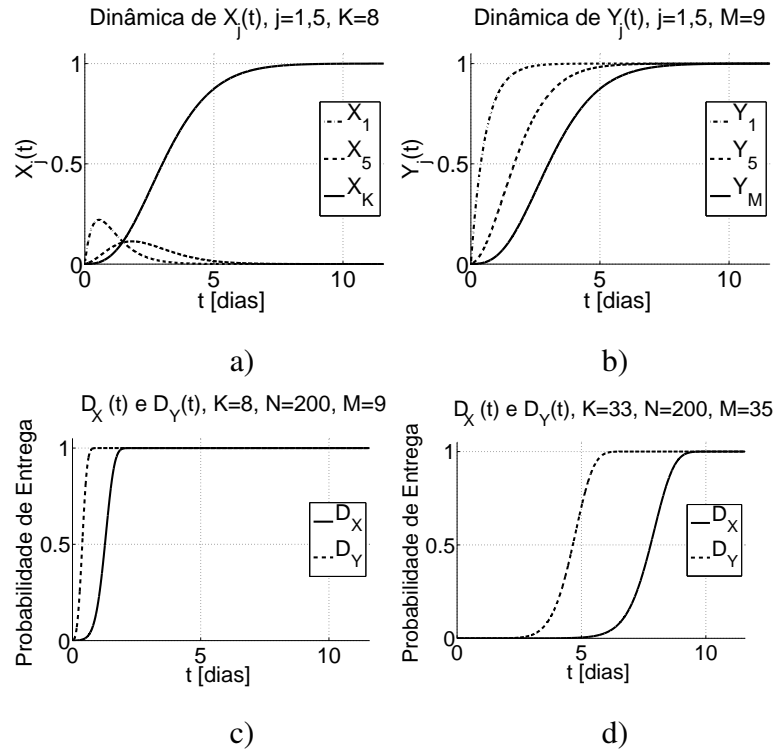 Dinâmica de X_j(t), j=1,5, K=8
X_j(t)
1
0.5
0
0
5
10
t [dias]
X_1
X_5
X_K
a)
Dinâmica de Y_j(t), j=1,5, M=9
Y_j(t)
1
0.5
0
0
5
10
t [dias]
Y_1
Y_5
Y_M
b)
D_X (t) e D_Y(t), K=8, N=200, M=9
Probabilidade de Entrega
1
0.5
0
0
5
10
t [dias]
D_X
D_Y
c)
D_X (t) e D_Y(t), K=33, N=200, M=35
Probabilidade de Entrega
1
0.5
0
0
5
10
t [dias]
D_X
D_Y
d)